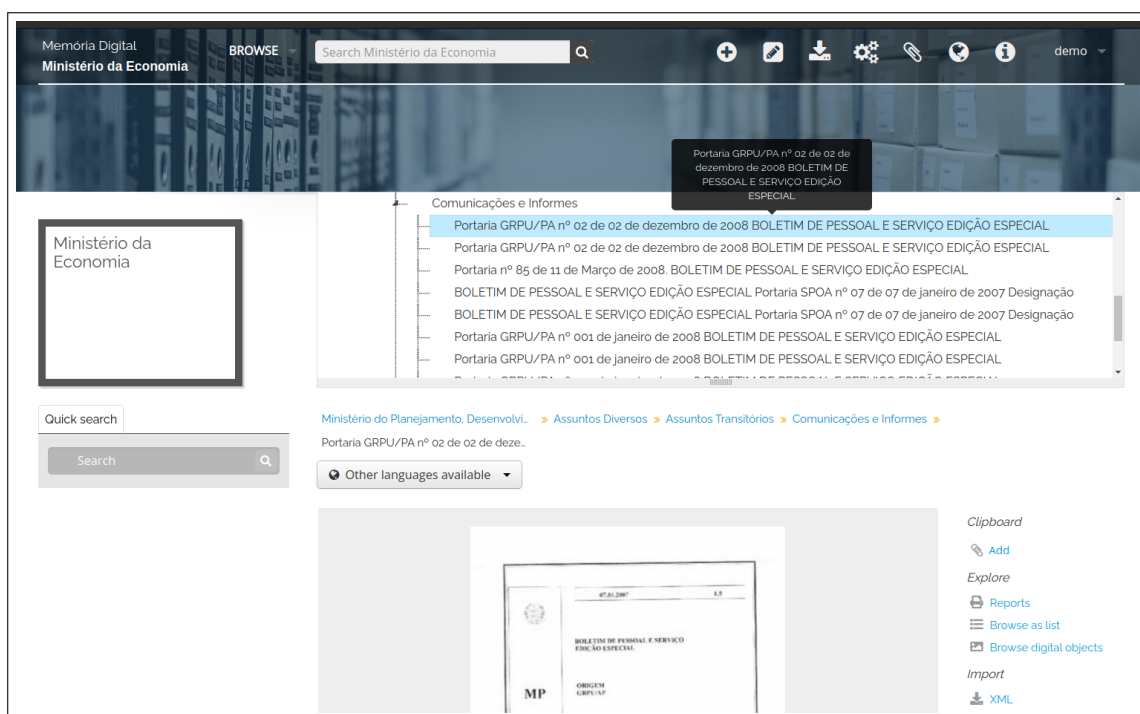 Memória Digital
Ministério da Economia
BROWSE
Search Ministério da Economia
demo
Portaria GRPU/PA nº 02 de 02 de
dezembro de 2008 BOLETIM DE
PESSOAL E SERVIÇO EDIÇÃO
ESPECIAL
Comunicações e Informes
Portaria GRPU/PA nº 02 de 02 de dezembro de 2008 BOLETIM DE PESSOAL E SERVIÇO EDIÇÃO ESPECIAL
Portaria GRPU/PA nº 02 de 02 de dezembro de 2008 BOLETIM DE PESSOAL E SERVIÇO EDIÇÃO ESPECIAL
Portaria nº 85 de 11 de Março de 2008. BOLETIM DE PESSOAL E SERVIÇO EDIÇÃO ESPECIAL
BOLETIM DE PESSOAL E SERVIÇO EDIÇÃO ESPECIAL Portaria SPOA nº 07 de 07 de janeiro de 2007 Designação
BOLETIM DE PESSOAL E SERVIÇO EDIÇÃO ESPECIAL Portaria SPOA nº 07 de 07 de janeiro de 2007 Designação
Portaria GRPU/PA nº 001 de janeiro de 2008 BOLETIM DE PESSOAL E SERVIÇO EDIÇÃO ESPECIAL
Portaria GRPU/PA nº 001 de janeiro de 2008 BOLETIM DE PESSOAL E SERVIÇO EDIÇÃO ESPECIAL
Ministério da
Economia
Quick search
Search
Ministério do Planejamento, Desenvolvi... » Assuntos Diversos » Assuntos Transitórios » Comunicações e Informes »
Portaria GRPU/PA nº 02 de 02 de deze...
Other languages available
07.01.2007 1.5
BOLETIM DE PESSOAL E SERVIÇO
EDIÇÃO ESPECIAL
MP
ORIGEM
GRPU/AP
Clipboard
Add
Explore
Reports
Browse as list
Browse digital objects
Import
XML